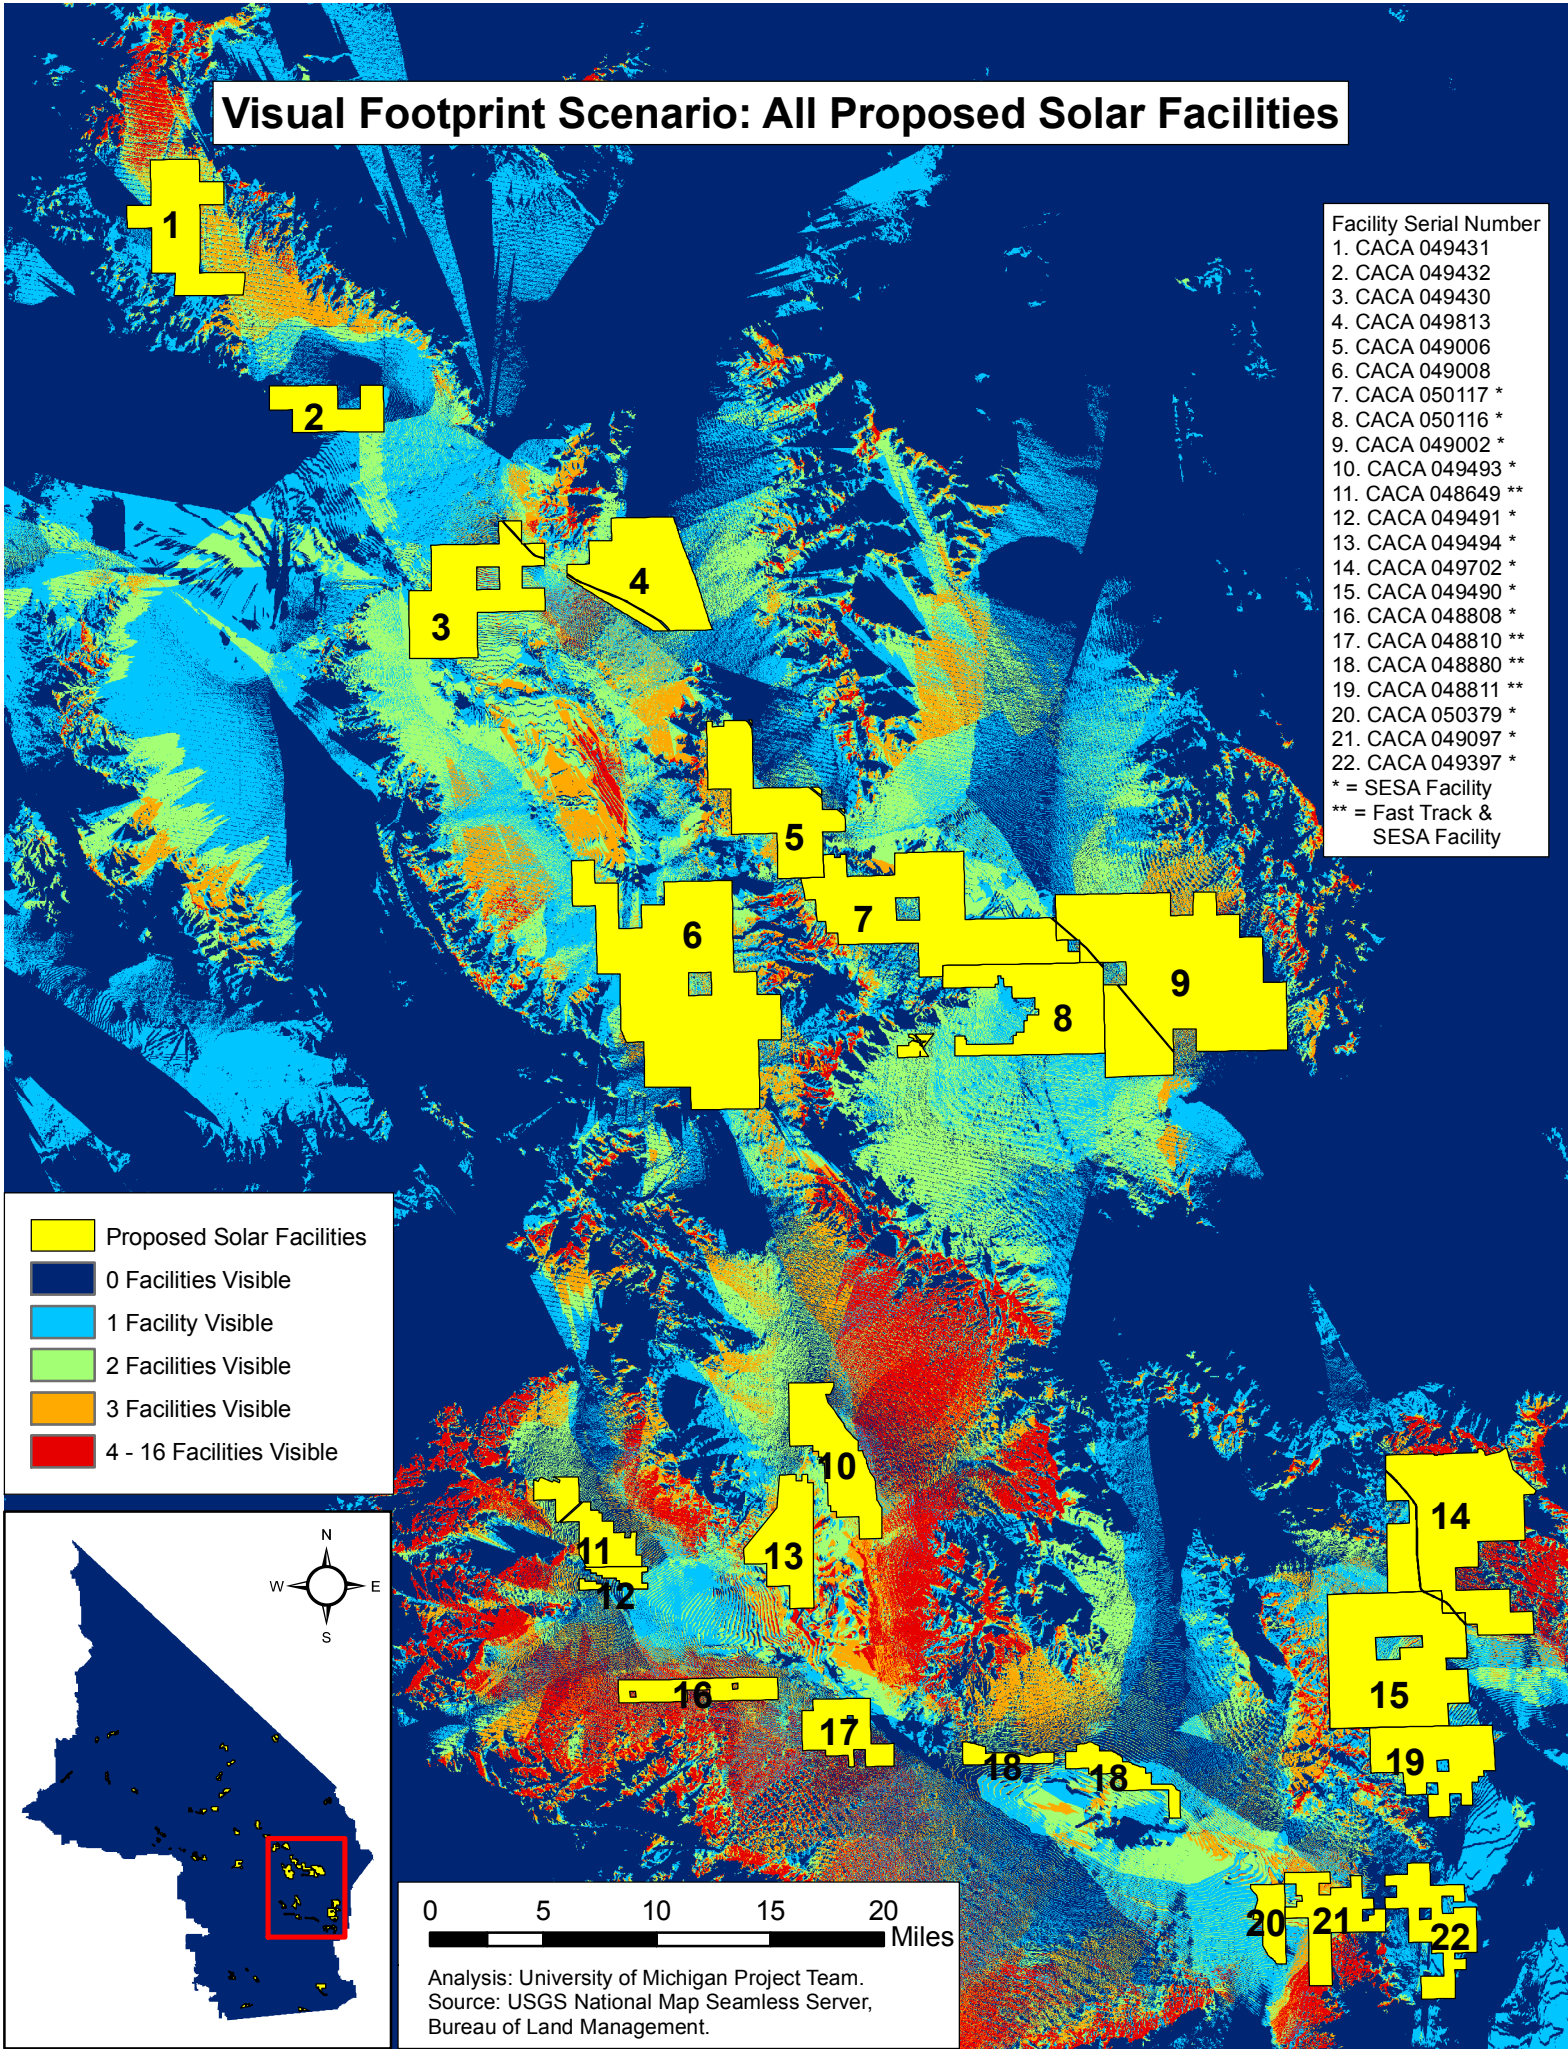 Visual Footprint Scenario: All Proposed Solar Facilities
Facility Serial Number
1. CACA 049431
2. CACA 049432
3. CACA 049430
4. CACA 049813
5. CACA 049006
6. CACA 049008
7. CACA 050117 *
8. CACA 050116 *
9. CACA 049002 *
10. CACA 049493 *
11. CACA 048649 **
12. CACA 049491 *
13. CACA 049494 *
14. CACA 049702 *
15. CACA 049490 *
16. CACA 048808 *
17. CACA 048810 **
18. CACA 048880 **
19. CACA 048811 **
20. CACA 050379 *
21. CACA 049097 *
22. CACA 049397 *
* = SESA Facility
** = Fast Track &
SESA Facility
1
2
3
4
5
6
7
8
9
10
11
12
13
14
15
16
17
18
18
19
20
21
22
Proposed Solar Facilities
0 Facilities Visible
1 Facility Visible
2 Facilities Visible
3 Facilities Visible
4 - 16 Facilities Visible
N
W E
S
0 5 10 15 20
Miles
Analysis: University of Michigan Project Team.
Source: USGS National Map Seamless Server,
Bureau of Land Management.